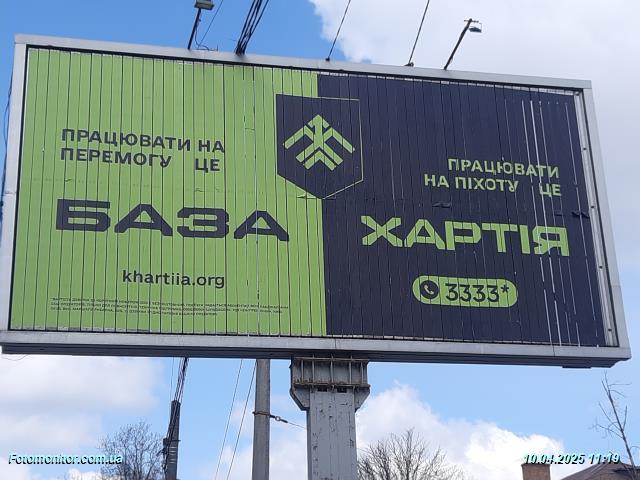 ПРАЦЮВАТИ НА
ПЕРЕМОГУ ЦЕ
БАЗА
khartiia.org
ПРАЦЮВАТИ
НА ПІХОТУ ЦЕ
ХАРТІЯ
3333*
Fotomonitor.com.ua
10.04.2025 11:19